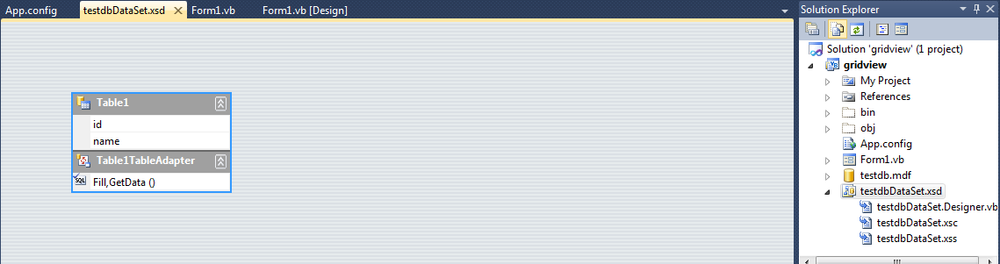 App.config testdbDataSet.xsd Form1.vb Form1.vb [Design]
Table1
id
name
Table1TableAdapter
SQL Fill,GetData ()
Solution Explorer
Solution 'gridview' (1 project)
VB gridview
My Project
References
bin
obj
App.config
Form1.vb
testdb.mdf
testdbDataSet.xsd
testdbDataSet.Designer.vb
testdbDataSet.xsc
testdbDataSet.xss